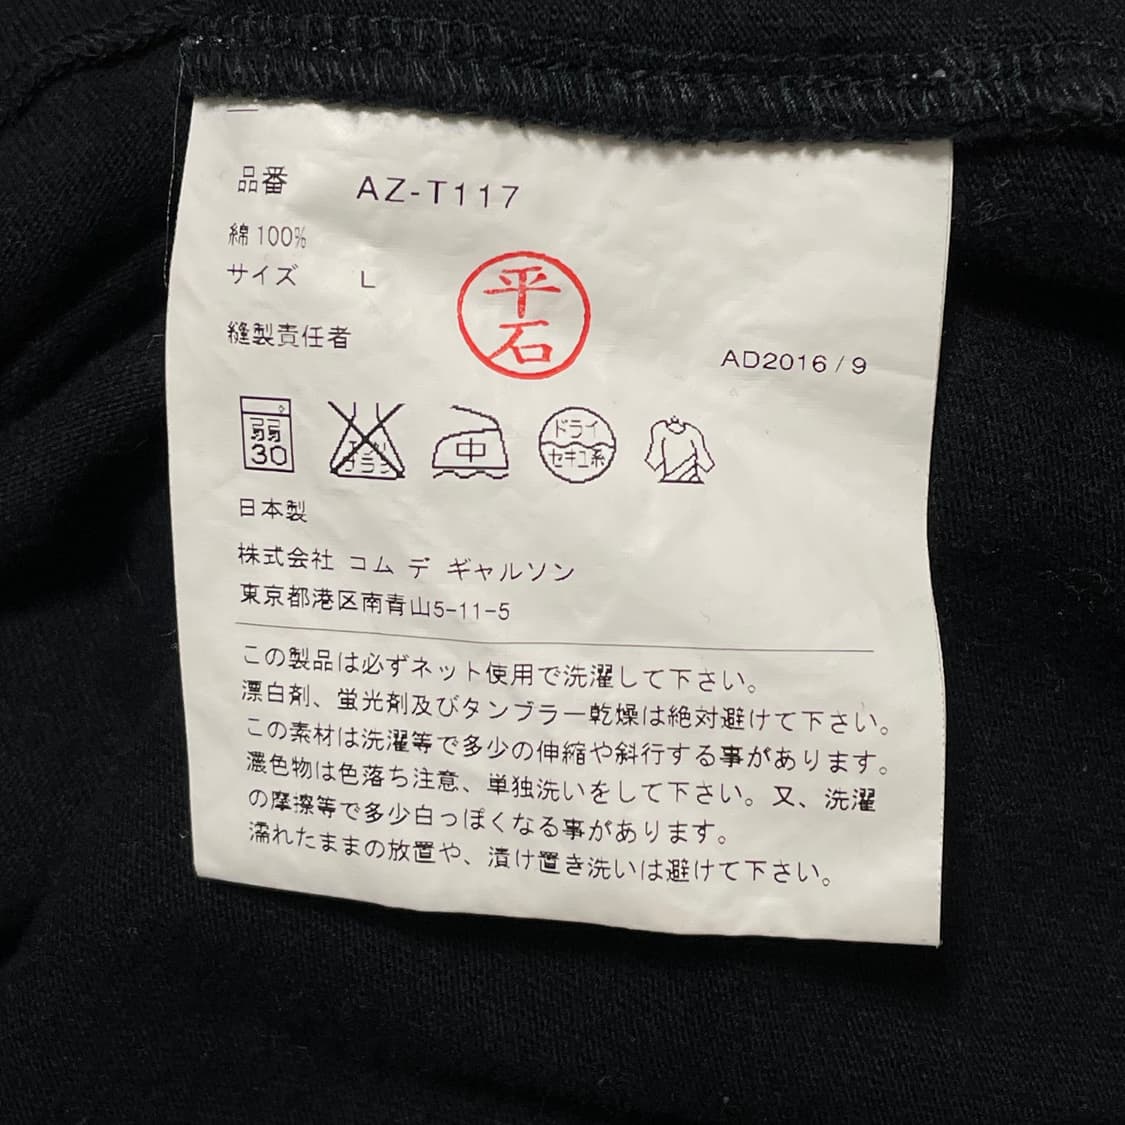 品番 AZ-T117
綿 100%
サイズ L
平
石
縫製責任者
AD2016 / 9
弱
30
エンソ
サラシ
中
ドライ
セキユ系
日本製
株式会社 コム デ ギャルソン
東京都港区南青山5-11-5
この製品は必ずネット使用で洗濯して下さい。
漂白剤、蛍光剤及びタンブラー乾燥は絶対避けて下さい。
この素材は洗濯等で多少の伸縮や斜行する事があります。
濃色物は色落ち注意、単独洗いをして下さい。又、洗濯
の摩擦等で多少白っぽくなる事があります。
濡れたままの放置や、漬け置き洗いは避けて下さい。